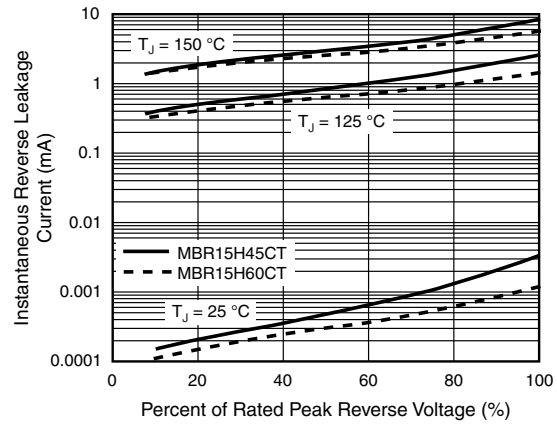 10
1
0.1
0.01
0.001
0.0001
Instantaneous Reverse Leakage
Current (mA)
T_J = 150 °C
T_J = 125 °C
MBR15H45CT
MBR15H60CT
T_J = 25 °C
0 20 40 60 80 100
Percent of Rated Peak Reverse Voltage (%)